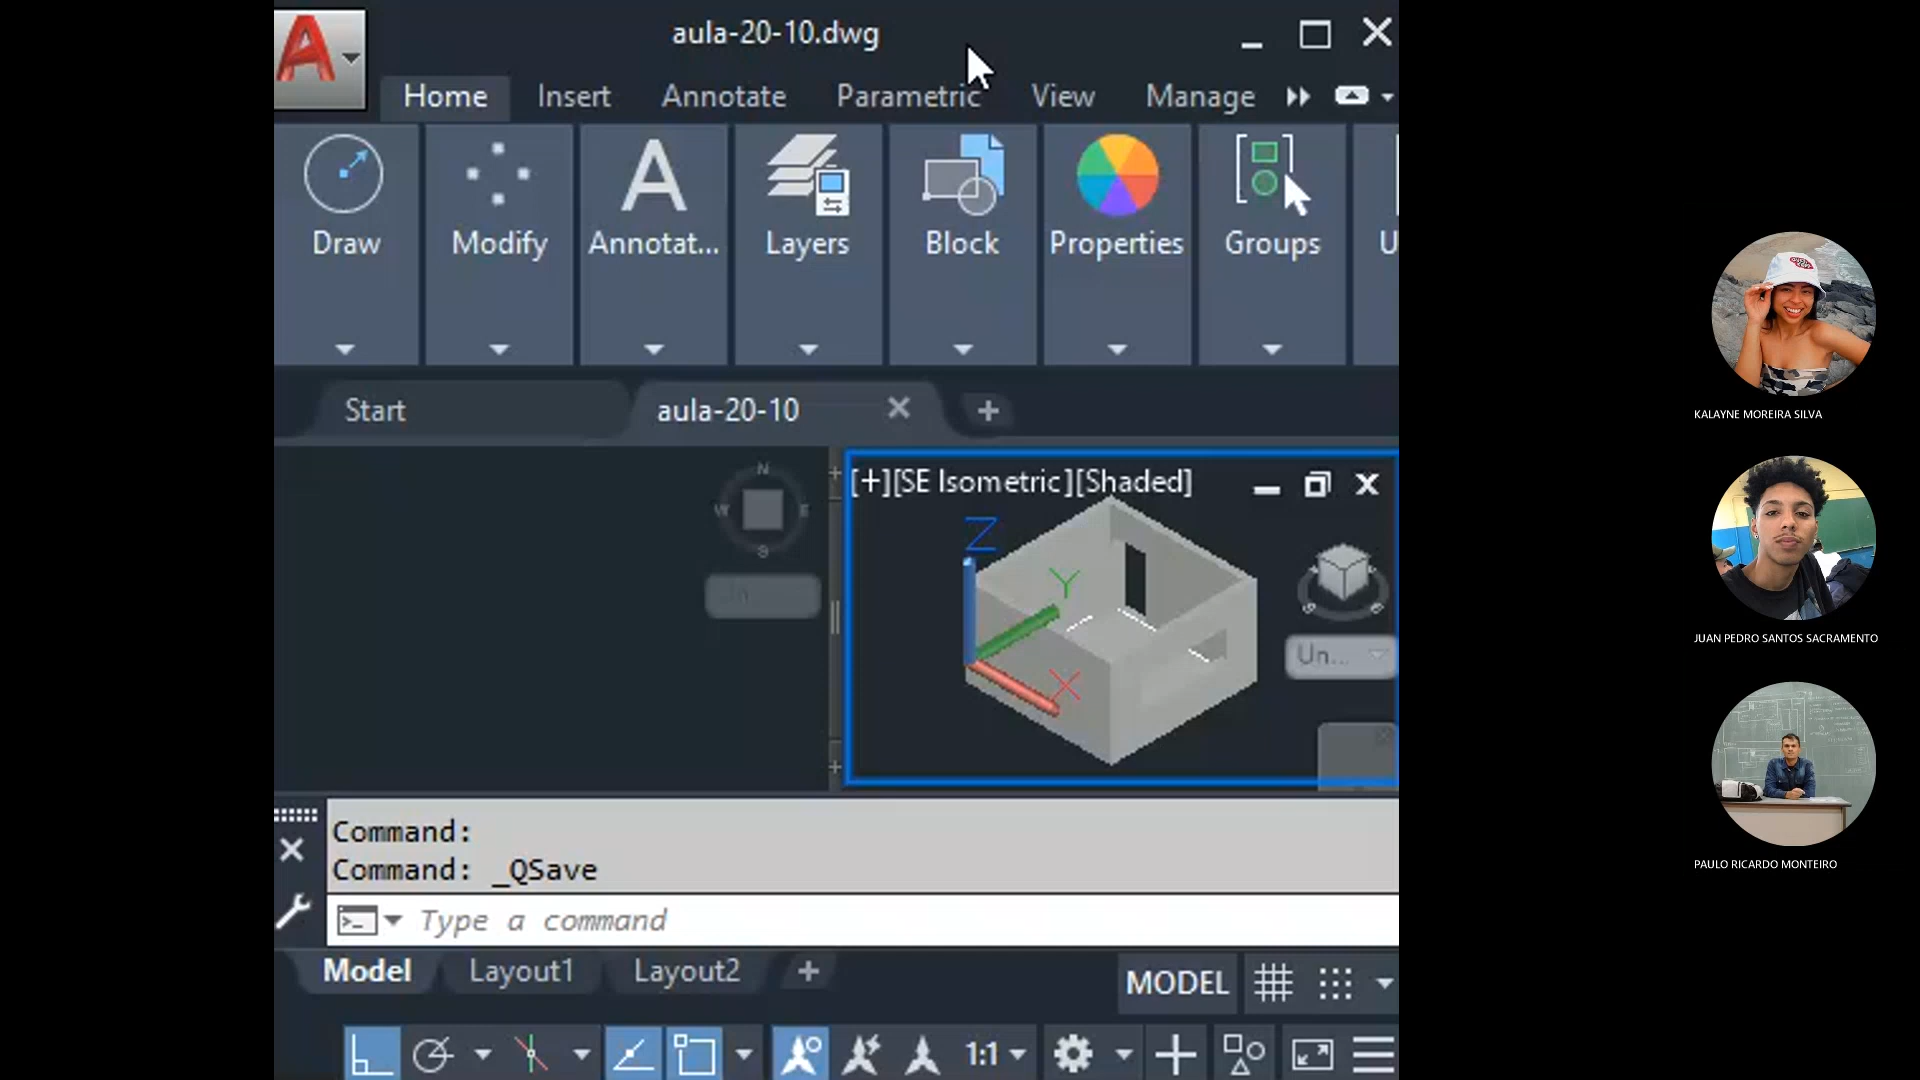 aula-20-10.dwg
Home Insert Annotate Parametric View Manage
Draw Modify Annotat... Layers Block Properties Groups U
Start aula-20-10
N
W E
S
[+][SE Isometric][Shaded]
Z
Y
X
Un...
Command:
Command: _QSave
Type a command
Model Layout1 Layout2 MODEL
1:1
KALAYNE MOREIRA SILVA
JUAN PEDRO SANTOS SACRAMENTO
PAULO RICARDO MONTEIRO